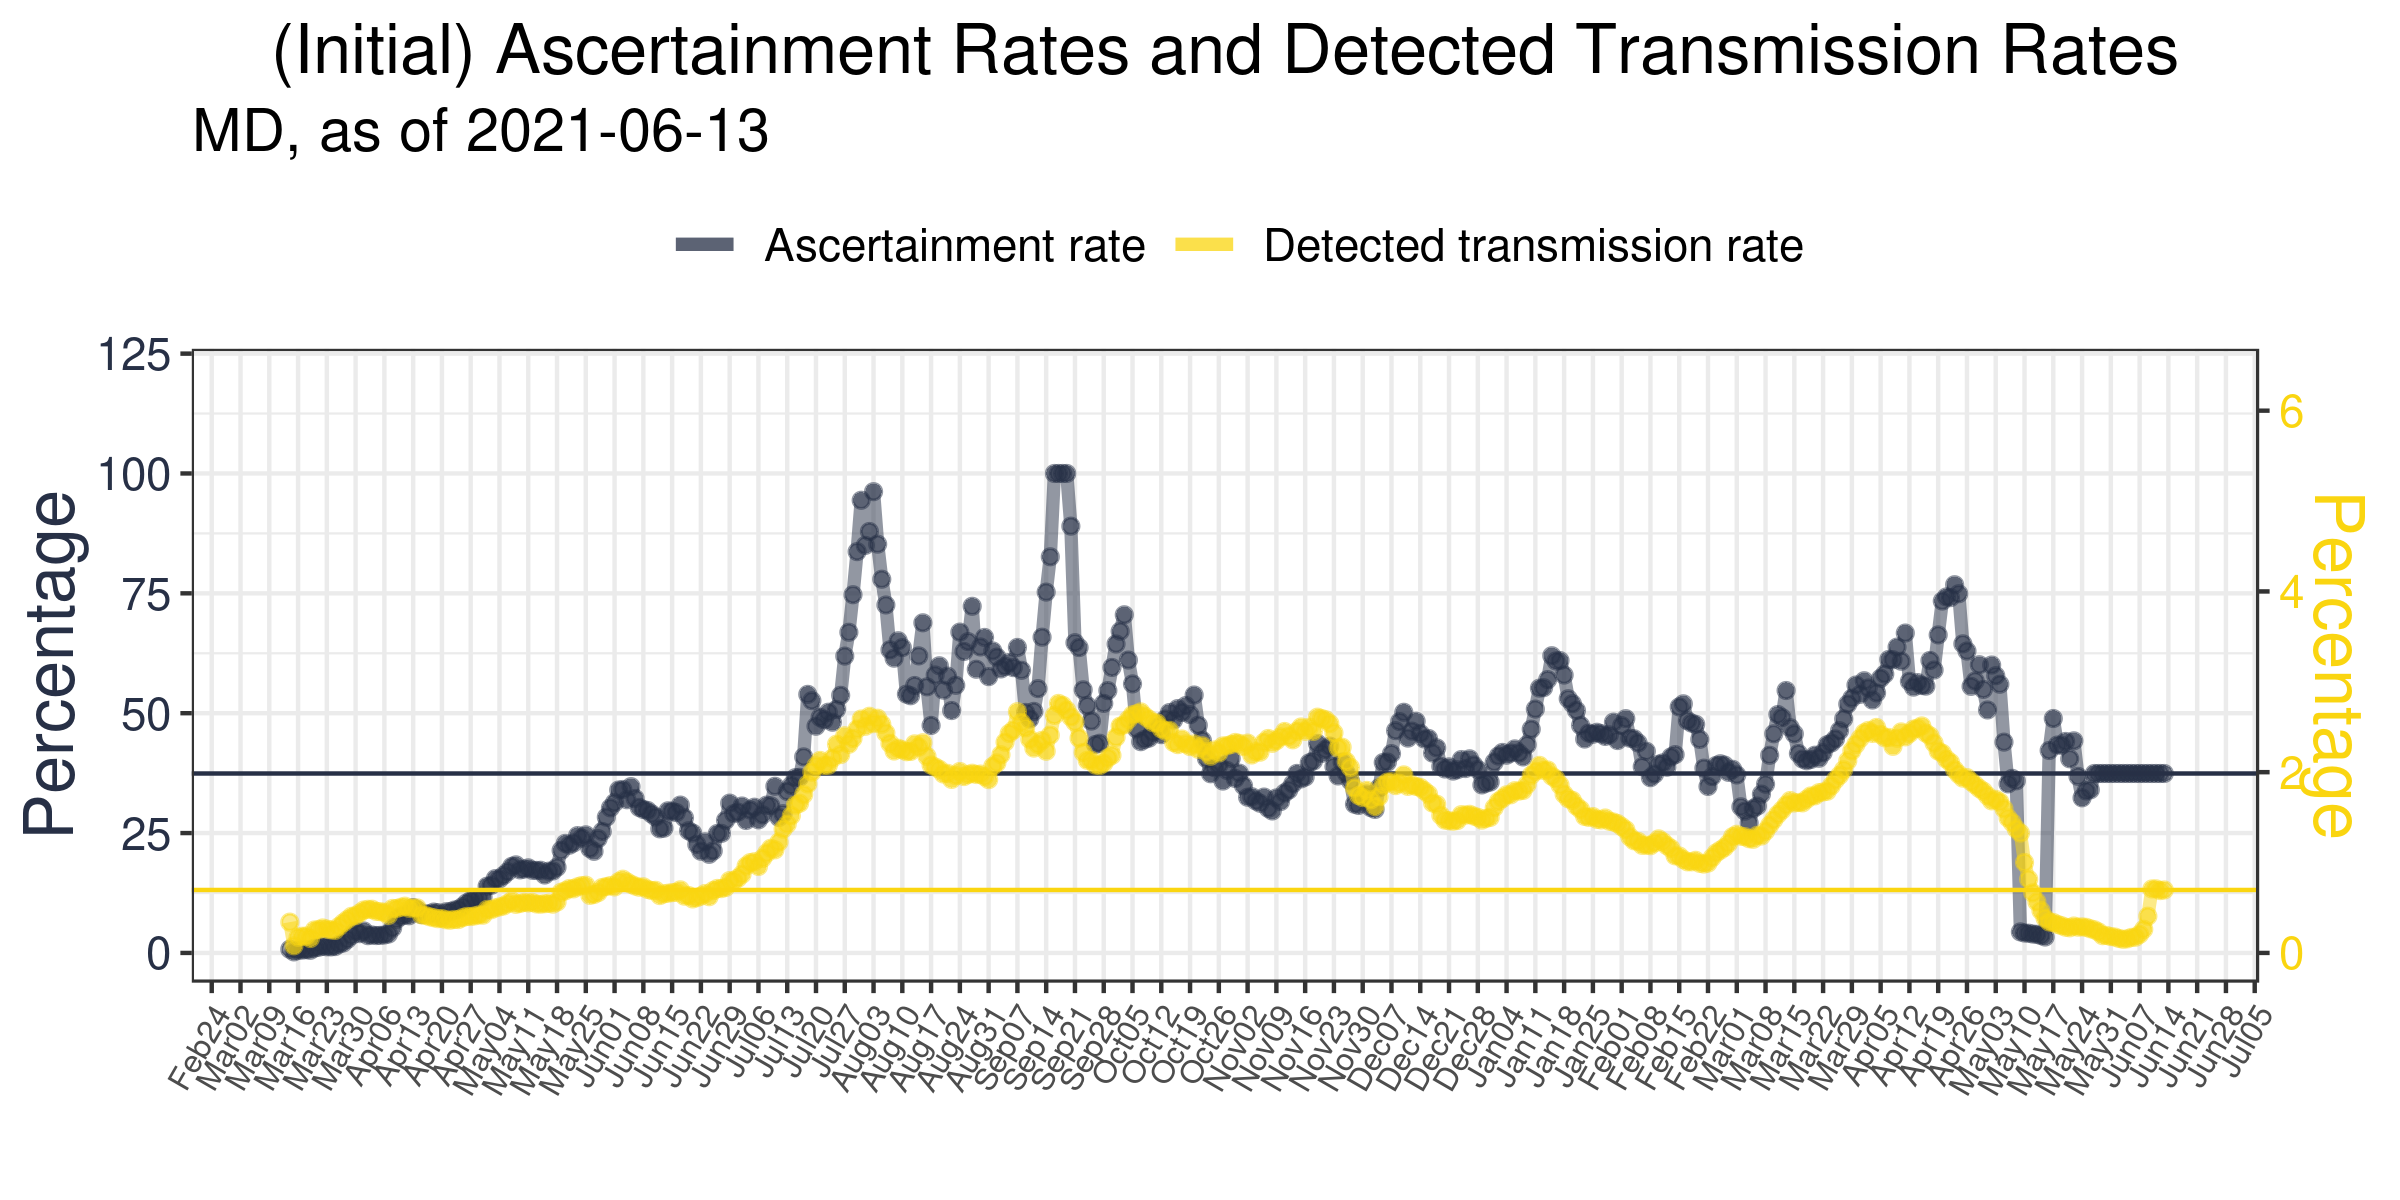 (Initial) Ascertainment Rates and Detected Transmission Rates
MD, as of 2021-06-13
Ascertainment rate
Detected transmission rate
125
100
75
50
25
0
Percentage
6
4
2
0
Percentage
Feb24
Mar02
Mar09
Mar16
Mar23
Mar30
Apr06
Apr13
Apr20
Apr27
May04
May11
May18
May25
Jun01
Jun08
Jun15
Jun22
Jun29
Jul06
Jul13
Jul20
Jul27
Aug03
Aug10
Aug17
Aug24
Aug31
Sep07
Sep14
Sep21
Sep28
Oct05
Oct12
Oct19
Oct26
Nov02
Nov09
Nov16
Nov23
Nov30
Dec07
Dec14
Dec21
Dec28
Dec04
Jan11
Jan18
Jan25
Feb01
Feb08
Feb15
Feb22
Mar01
Mar08
Mar15
Mar22
Mar29
Apr05
Apr12
Apr19
Apr26
May03
May10
May17
May24
May31
May07
Jun14
Jun21
Jun28
Jul05